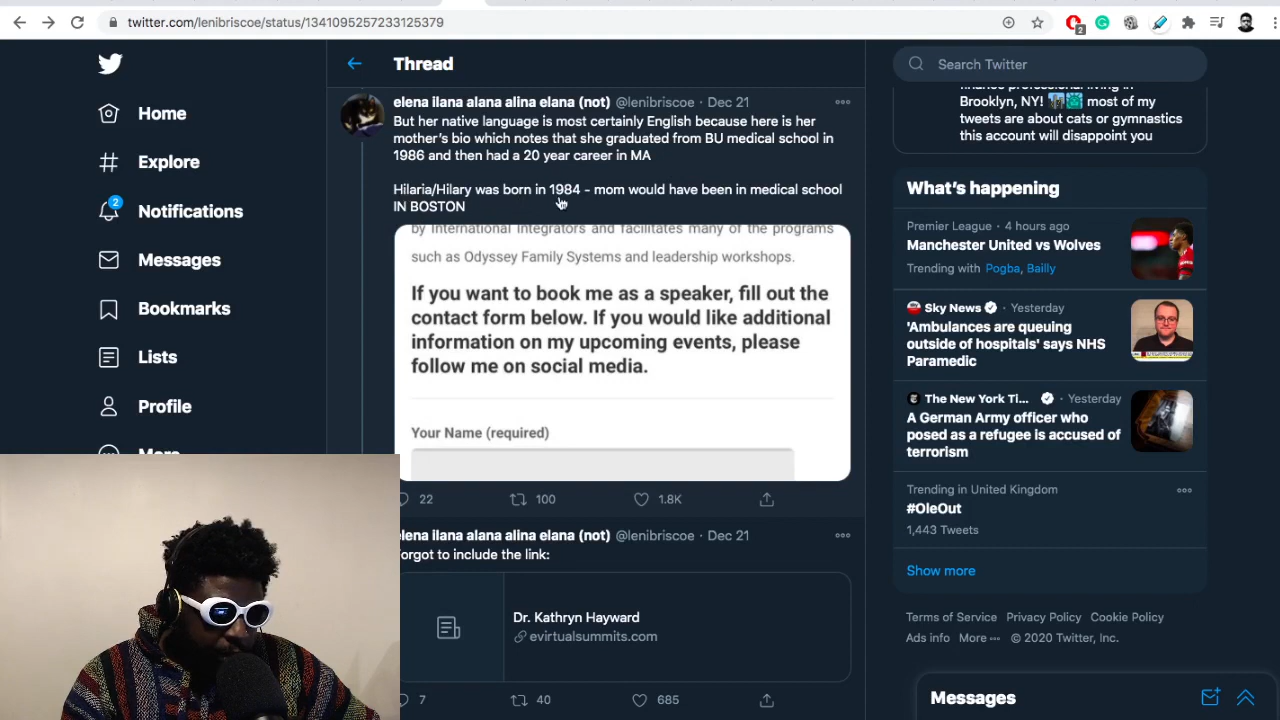 twitter.com/lenibriscoe/status/1341095257233125379
2
Home
Explore
2
Notifications
Messages
Bookmarks
Lists
Profile
Thread
elena ilana alana alina elana (not) @lenibriscoe · Dec 21
But her native language is most certainly English because here is her
mother's bio which notes that she graduated from BU medical school in
1986 and then had a 20 year career in MA
Hilaria/Hilary was born in 1984 - mom would have been in medical school
IN BOSTON
by International Integrators and facilitates many of the programs
such as Odyssey Family Systems and leadership workshops.
If you want to book me as a speaker, fill out the
contact form below. If you would like additional
information on my upcoming events, please
follow me on social media.
Your Name (required)
22 100 1.8K
elena ilana alana alina elana (not) @lenibriscoe · Dec 21
Forgot to include the link:
Dr. Kathryn Hayward
evirtualsummits.com
7 40 685
Search Twitter
finance professional living in
Brooklyn, NY! most of my
tweets are about cats or gymnastics
this account will disappoint you
What's happening
Premier League · 4 hours ago
Manchester United vs Wolves
Trending with Pogba, Bailly
Sky News · Yesterday
'Ambulances are queuing
outside of hospitals' says NHS
Paramedic
The New York Ti... · Yesterday
A German Army officer who
posed as a refugee is accused of
terrorism
Trending in United Kingdom
#OleOut
1,443 Tweets
Show more
Terms of Service Privacy Policy Cookie Policy
Ads info More ··· © 2020 Twitter, Inc.
Messages